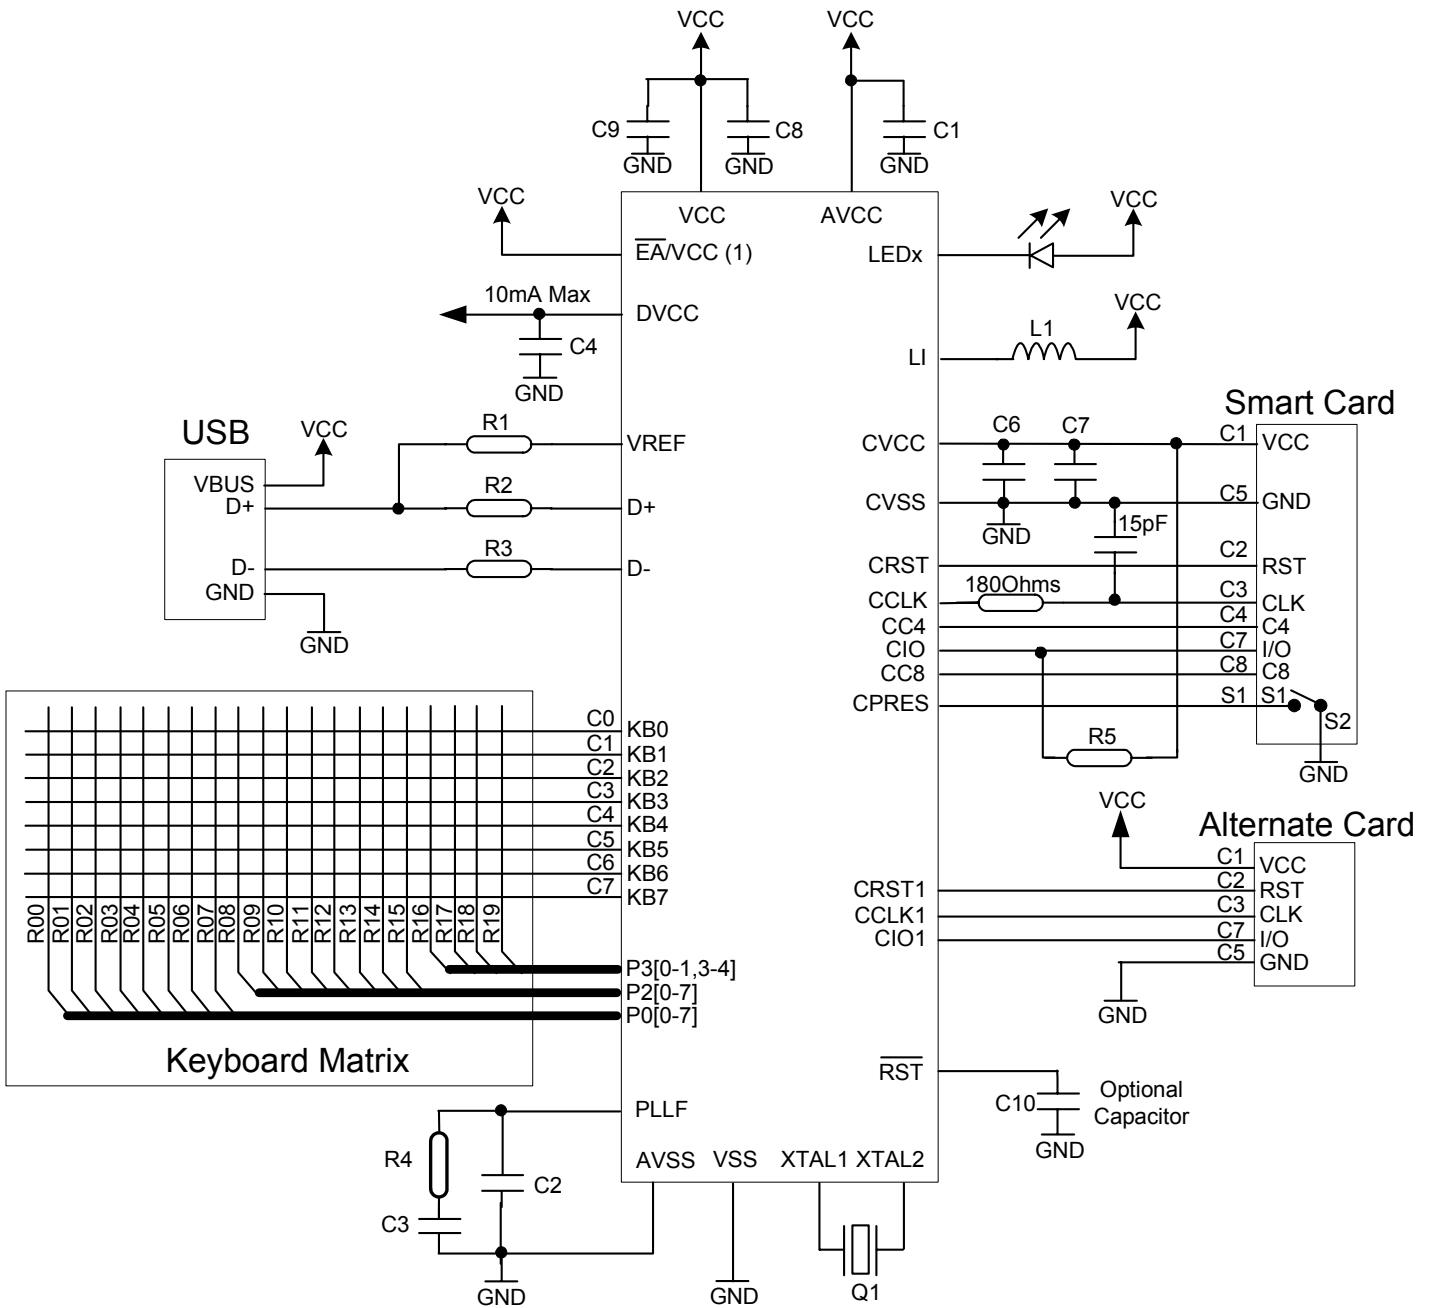 VCC
VCC
C9
C8
C1
GND
GND
GND
VCC
VCC
VCC
AVCC
EA/VCC (1)
LEDx
10mA Max
DVCC
C4
GND
VCC
L1
LI
Smart Card
USB
VCC
R1
VREF
CVCC
C6
C7
C1
VCC
VBUS
D+
R2
D+
CVSS
GND
15pF
C5
GND
D-
R3
D-
CRST
C2
RST
GND
180Ohms
CCLK
C3
CLK
CC4
C4
C4
GND
CIO
C7
I/O
CC8
C8
C8
CPRES
S1
S1
S2
R5
GND
C0
KB0
C1
KB1
C2
KB2
C3
KB3
C4
KB4
C5
KB5
C6
KB6
C7
KB7
VCC
Alternate Card
C1
VCC
CRST1
C2
RST
CCLK1
C3
CLK
CIO1
C7
I/O
C5
GND
GND
R00
R01
R02
R03
R04
R05
R06
R07
R08
R09
R10
R11
R12
R13
R14
R15
R16
R17
R18
R19
P3[0-1,3-4]
P2[0-7]
P0[0-7]
Keyboard Matrix
RST
C10
Optional
Capacitor
GND
PLLF
R4
C2
C3
AVSS
VSS
XTAL1
XTAL2
GND
GND
Q1